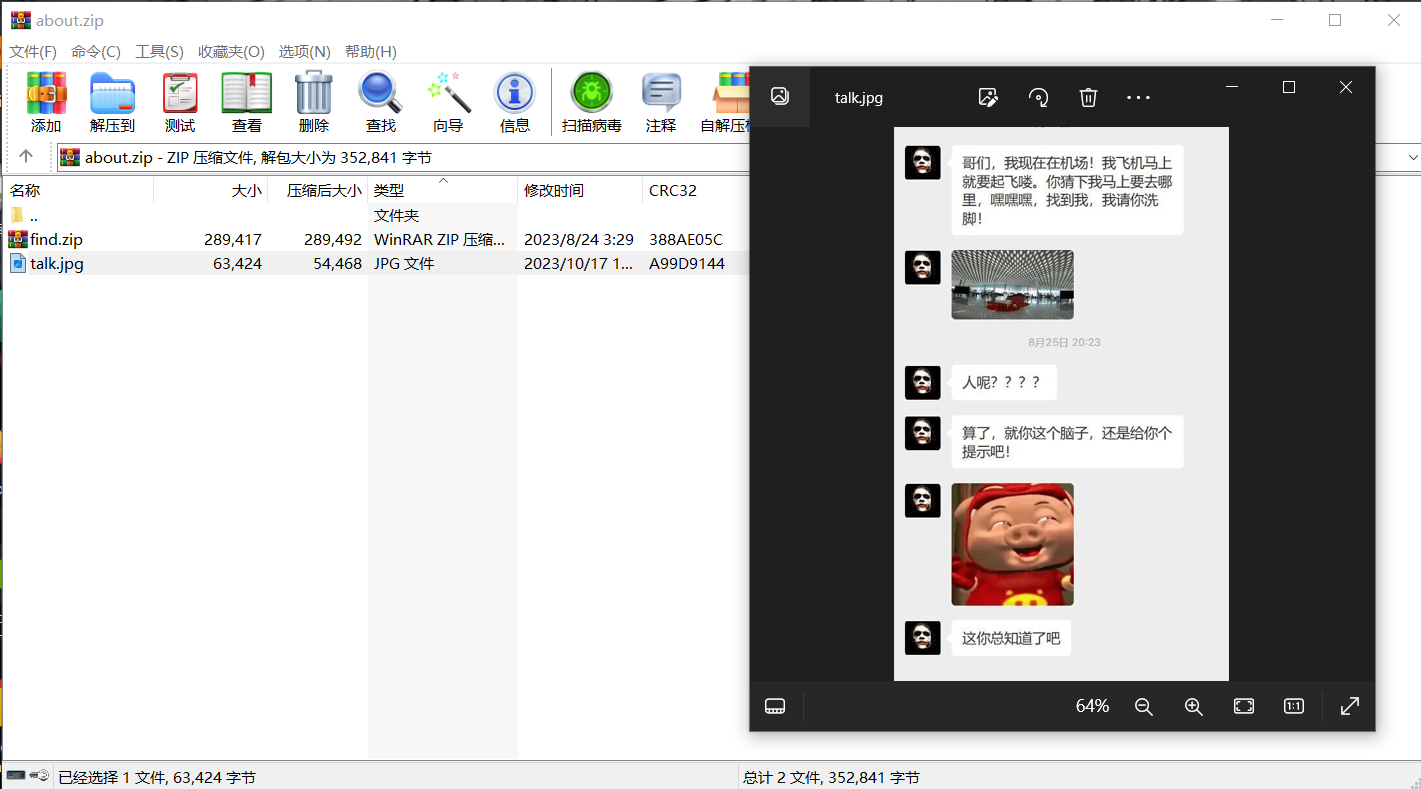 about.zip
文件(F) 命令(C) 工具(S) 收藏夹(O) 选项(N) 帮助(H)
添加 解压到 测试 查看 删除 查找 向导 信息 扫描病毒 注释 自解压
about.zip - ZIP 压缩文件, 解包大小为 352,841 字节
名称 大小 压缩后大小 类型 修改时间 CRC32
.. 文件夹
find.zip 289,417 289,492 WinRAR ZIP 压缩... 2023/8/24 3:29 388AE05C
talk.jpg 63,424 54,468 JPG 文件 2023/10/17 1... A99D9144
已经选择 1 文件, 63,424 字节
总计 2 文件, 352,841 字节
talk.jpg
哥们，我现在在机场！我飞机马上
就要起飞喽。你猜下我马上要去哪
里，嘿嘿嘿，找到我，我请你洗
脚！
8月25日 20:23
人呢？？？？
算了，就你这个脑子，还是给你个
提示吧！
这你总知道了吧
64%
1:1